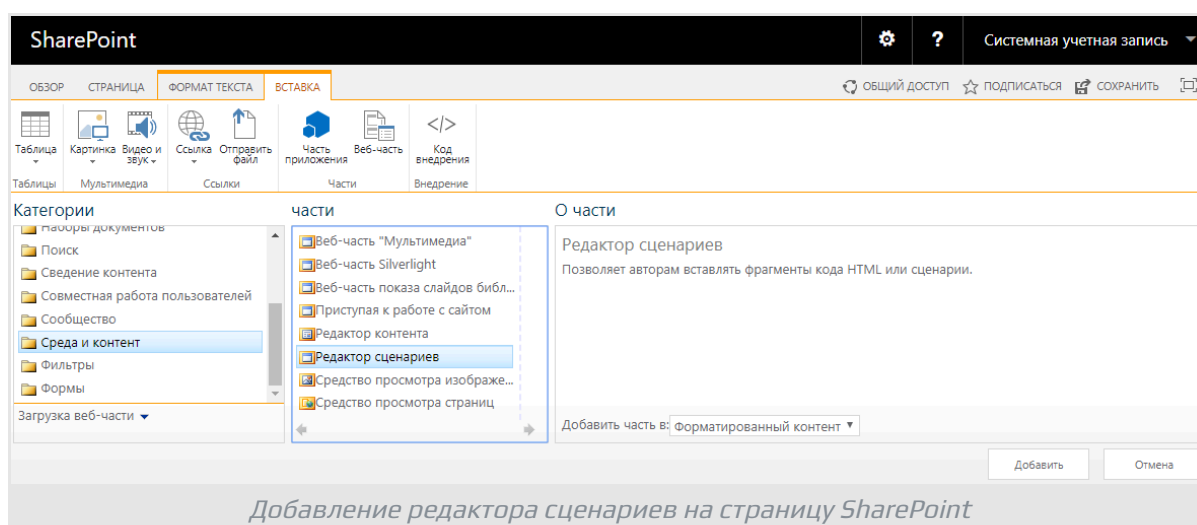 SharePoint
? Системная учетная запись
ОБЗОР СТРАНИЦА ФОРМАТ ТЕКСТА ВСТАВКА ОБЩИЙ ДОСТУП ПОДПИСАТЬСЯ СОХРАНИТЬ
</>
Таблица Картинка Видео и звук Ссылка Отправить файл Часть приложения Веб-часть Код внедрения
Таблицы Мультимедиа Ссылки Части Внедрение
Категории
Наборы документов
Поиск
Сведение контента
Совместная работа пользователей
Сообщество
Среда и контент
Фильтры
Формы
Загрузка веб-части
части
Веб-часть "Мультимедиа"
Веб-часть Silverlight
Веб-часть показа слайдов библ...
Приступая к работе с сайтом
Редактор контента
Редактор сценариев
Средство просмотра изображе...
Средство просмотра страниц
О части
Редактор сценариев
Позволяет авторам вставлять фрагменты кода HTML или сценарии.
Добавить часть в: Форматированный контент
Добавить Отмена
Добавление редактора сценариев на страницу SharePoint